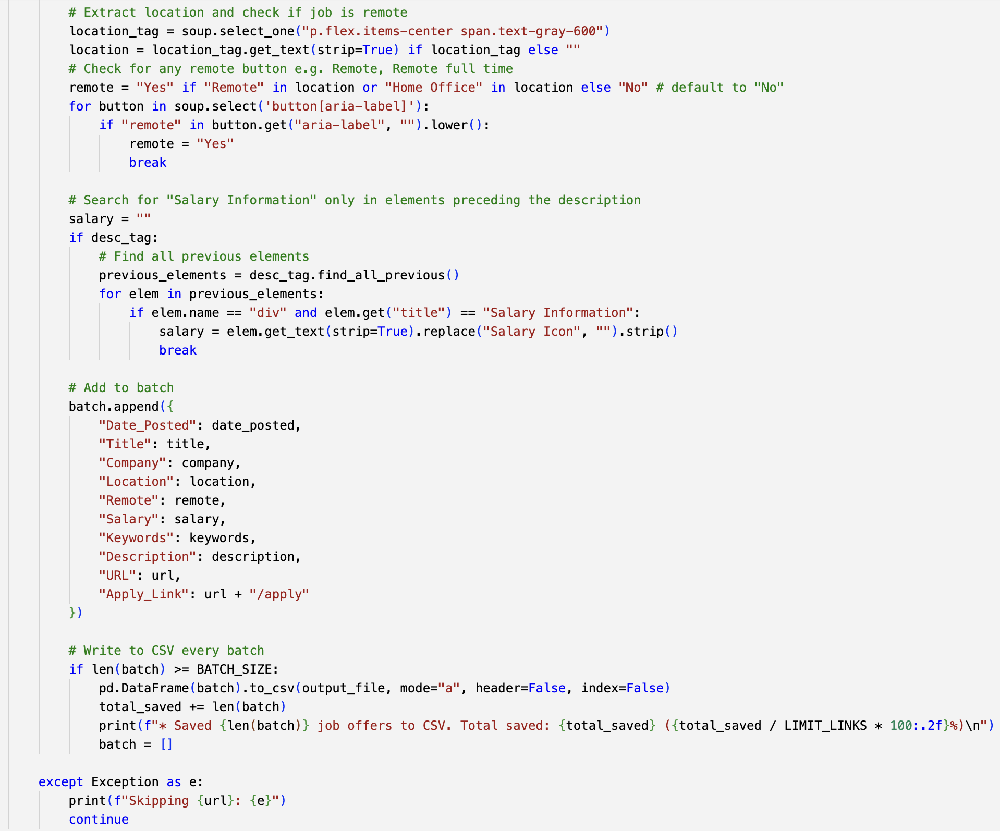 # Extract location and check if job is remote
location_tag = soup.select_one("p.flex.items-center span.text-gray-600")
location = location_tag.get_text(strip=True) if location_tag else ""
# Check for any remote button e.g. Remote, Remote full time
remote = "Yes" if "Remote" in location or "Home Office" in location else "No" # default to "No"
for button in soup.select('button[aria-label]'):
    if "remote" in button.get("aria-label", "").lower():
        remote = "Yes"
        break

# Search for "Salary Information" only in elements preceding the description
salary = ""
if desc_tag:
    # Find all previous elements
    previous_elements = desc_tag.find_all_previous()
    for elem in previous_elements:
        if elem.name == "div" and elem.get("title") == "Salary Information":
            salary = elem.get_text(strip=True).replace("Salary Icon", "").strip()
            break

# Add to batch
batch.append({
    "Date_Posted": date_posted,
    "Title": title,
    "Company": company,
    "Location": location,
    "Remote": remote,
    "Salary": salary,
    "Keywords": keywords,
    "Description": description,
    "URL": url,
    "Apply_Link": url + "/apply"
})

# Write to CSV every batch
if len(batch) >= BATCH_SIZE:
    pd.DataFrame(batch).to_csv(output_file, mode="a", header=False, index=False)
    total_saved += len(batch)
    print(f"* Saved {len(batch)} job offers to CSV. Total saved: {total_saved} ({total_saved / LIMIT_LINKS * 100:.2f}%)\n")
    batch = []

except Exception as e:
    print(f"Skipping {url}: {e}")
    continue